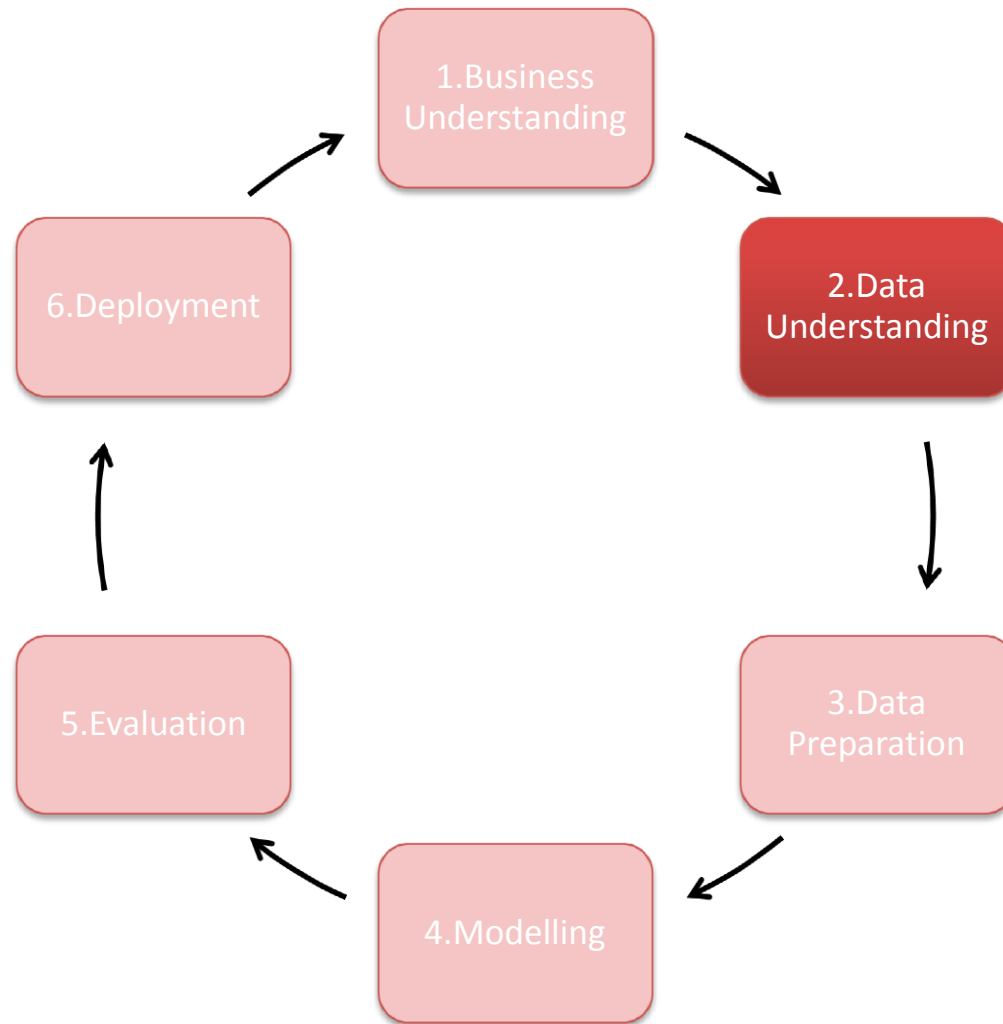 1.Business
Understanding
2.Data
Understanding
3.Data
Preparation
4.Modelling
5.Evaluation
6.Deployment